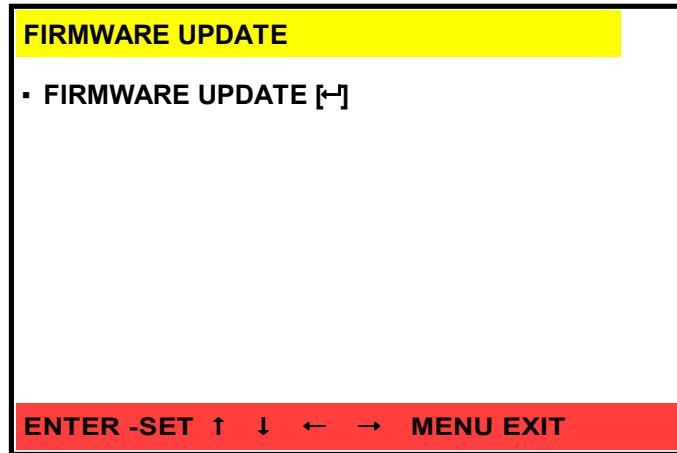 FIRMWARE UPDATE
▪ FIRMWARE UPDATE [↵]
ENTER -SET ↑ ↓ ← → MENU EXIT